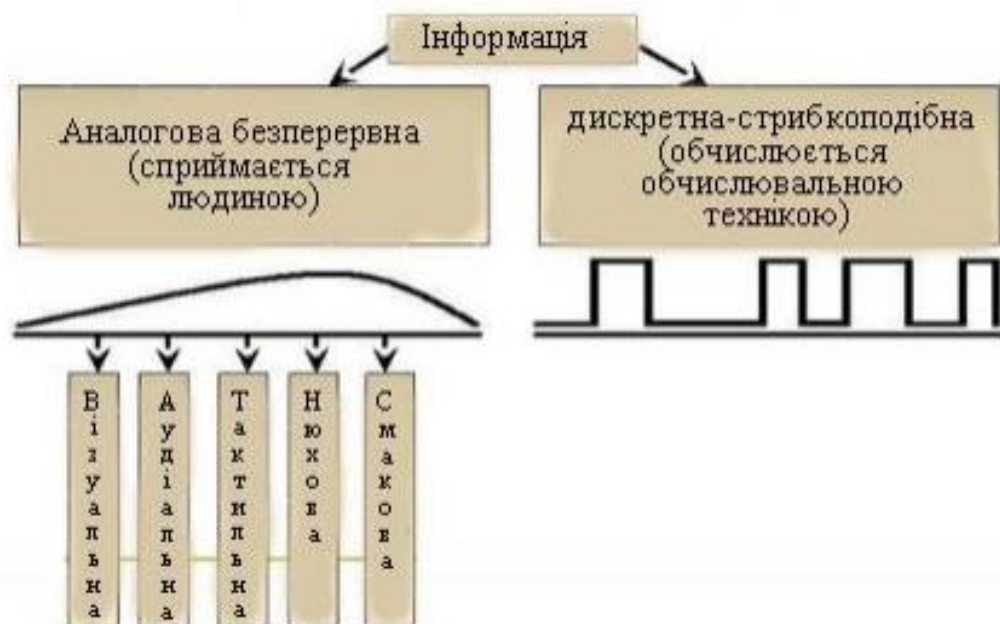 Інформація
Аналогова безперервна
(сприймається
людиною)
дискретна-стрибкоподібна
(обчислюється
обчислювальною
технікою)
Візуальна
Аудіальна
Тактильна
Нюхова
Смакова